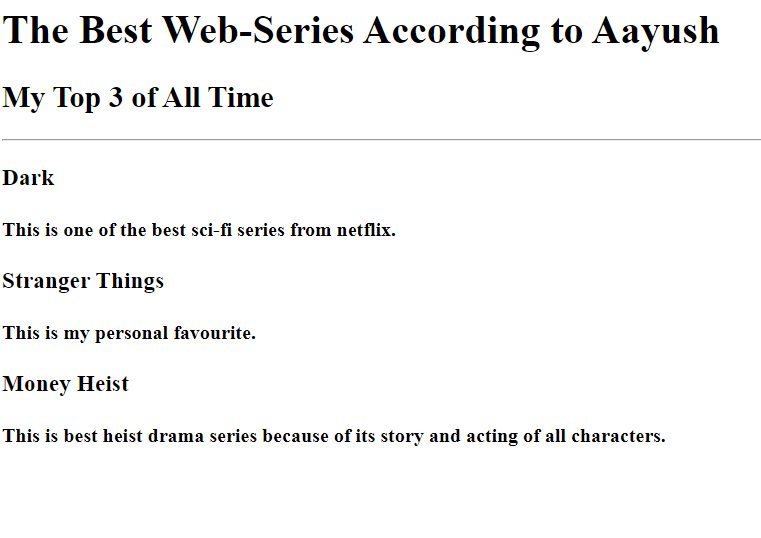 The Best Web-Series According to Aayush
My Top 3 of All Time
Dark
This is one of the best sci-fi series from netflix.
Stranger Things
This is my personal favourite.
Money Heist
This is best heist drama series because of its story and acting of all characters.